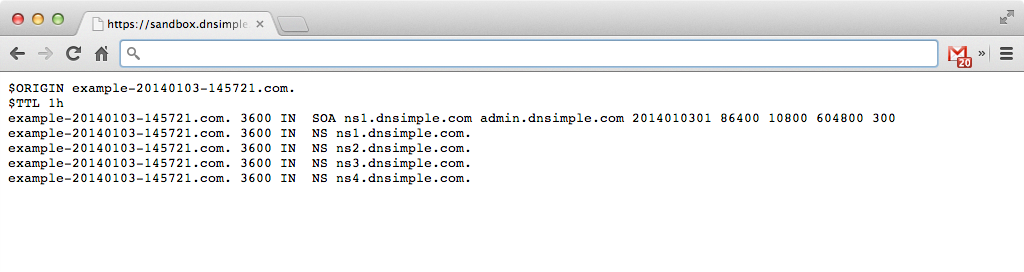 https://sandbox.dnsimple
20
$ORIGIN example-20140103-145721.com.
$TTL 1h
example-20140103-145721.com. 3600 IN  SOA ns1.dnsimple.com admin.dnsimple.com 2014010301 86400 10800 604800 300
example-20140103-145721.com. 3600 IN  NS ns1.dnsimple.com.
example-20140103-145721.com. 3600 IN  NS ns2.dnsimple.com.
example-20140103-145721.com. 3600 IN  NS ns3.dnsimple.com.
example-20140103-145721.com. 3600 IN  NS ns4.dnsimple.com.